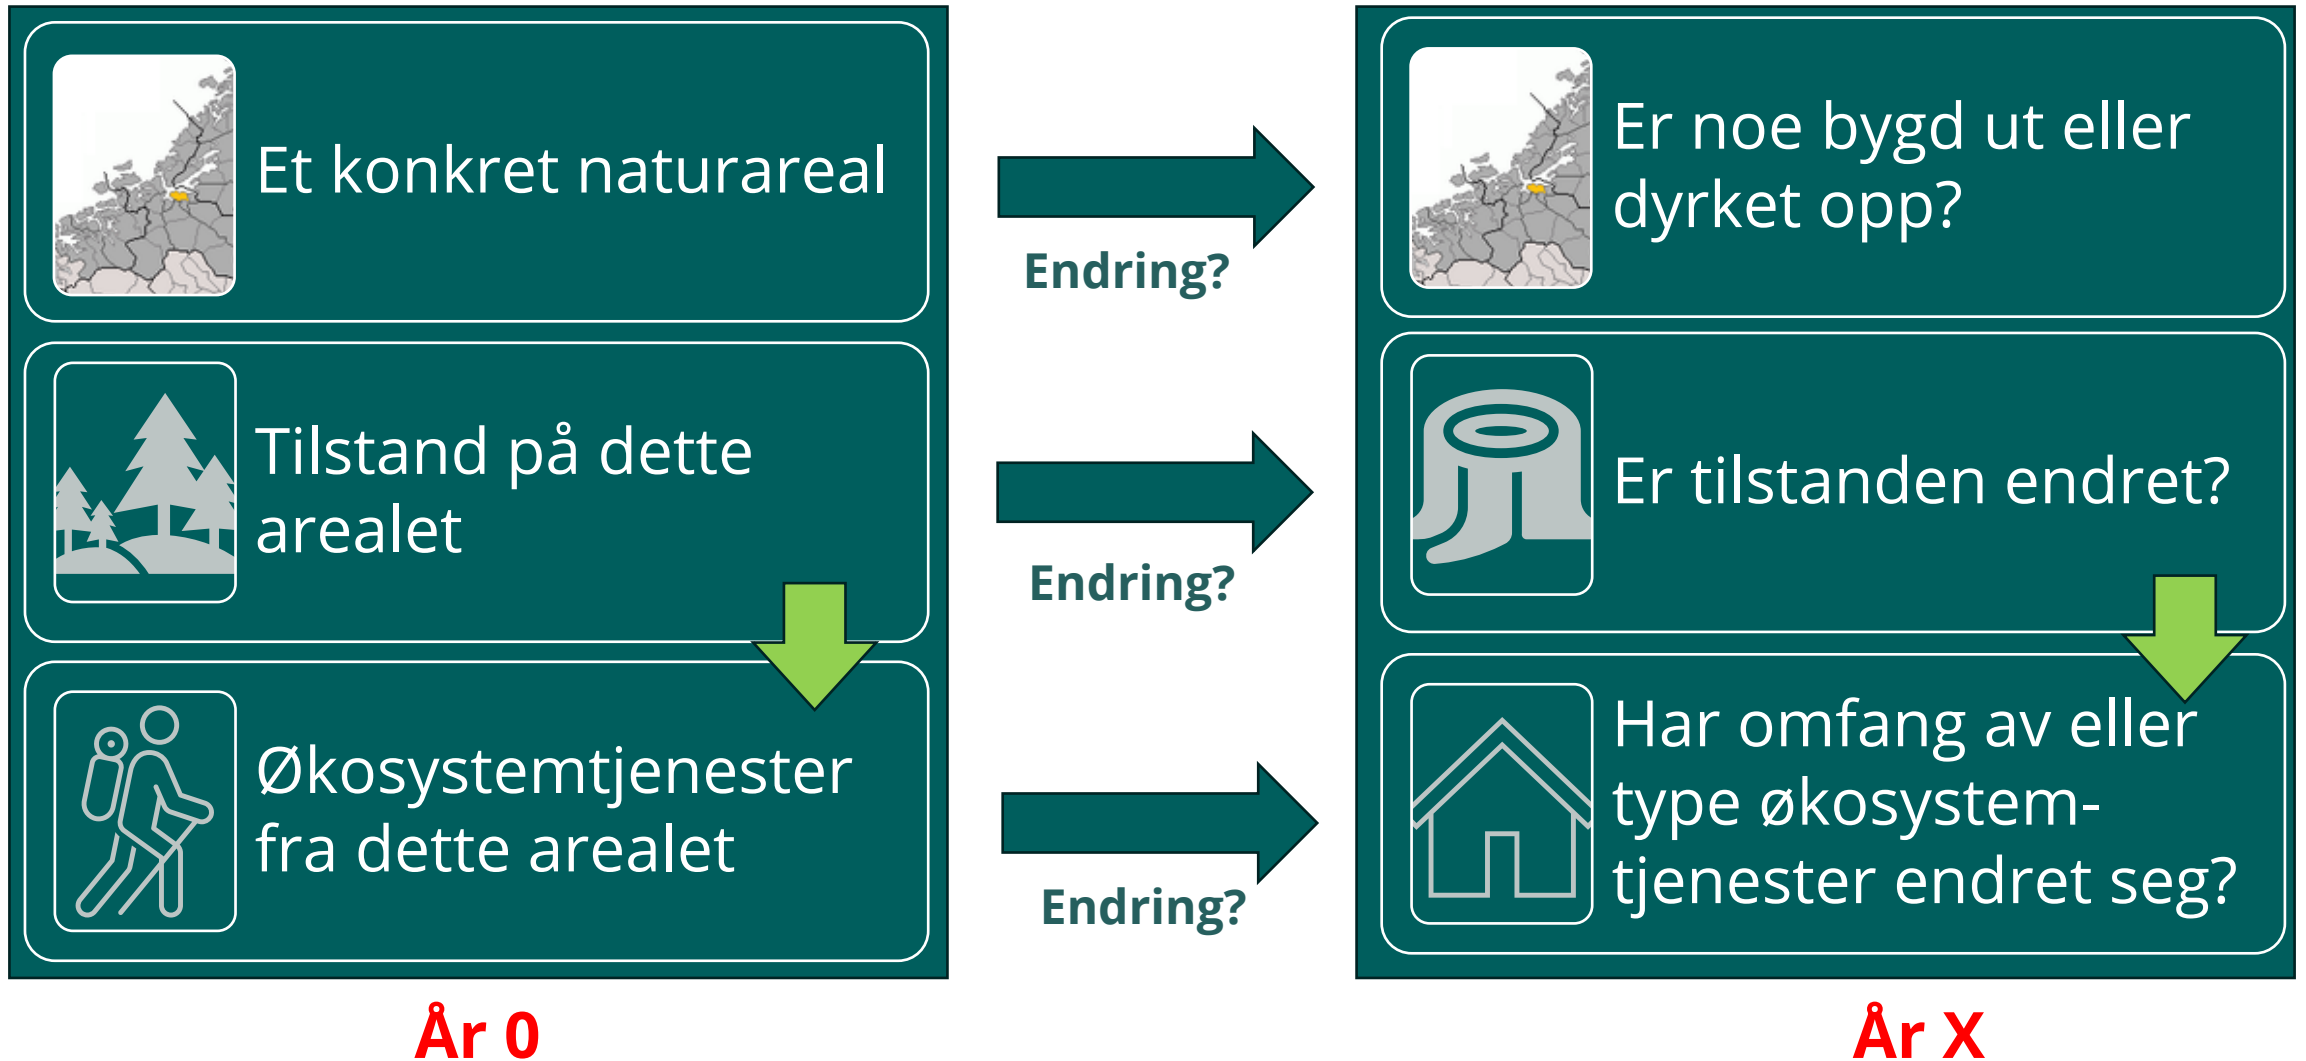 Et konkret naturareal
Tilstand på dette
arealet
Økosystemtjenester
fra dette arealet
År 0
Endring?
Endring?
Endring?
Er noe bygd ut eller
dyrket opp?
Er tilstanden endret?
Har omfang av eller
type økosystem-
tjenester endret seg?
År X